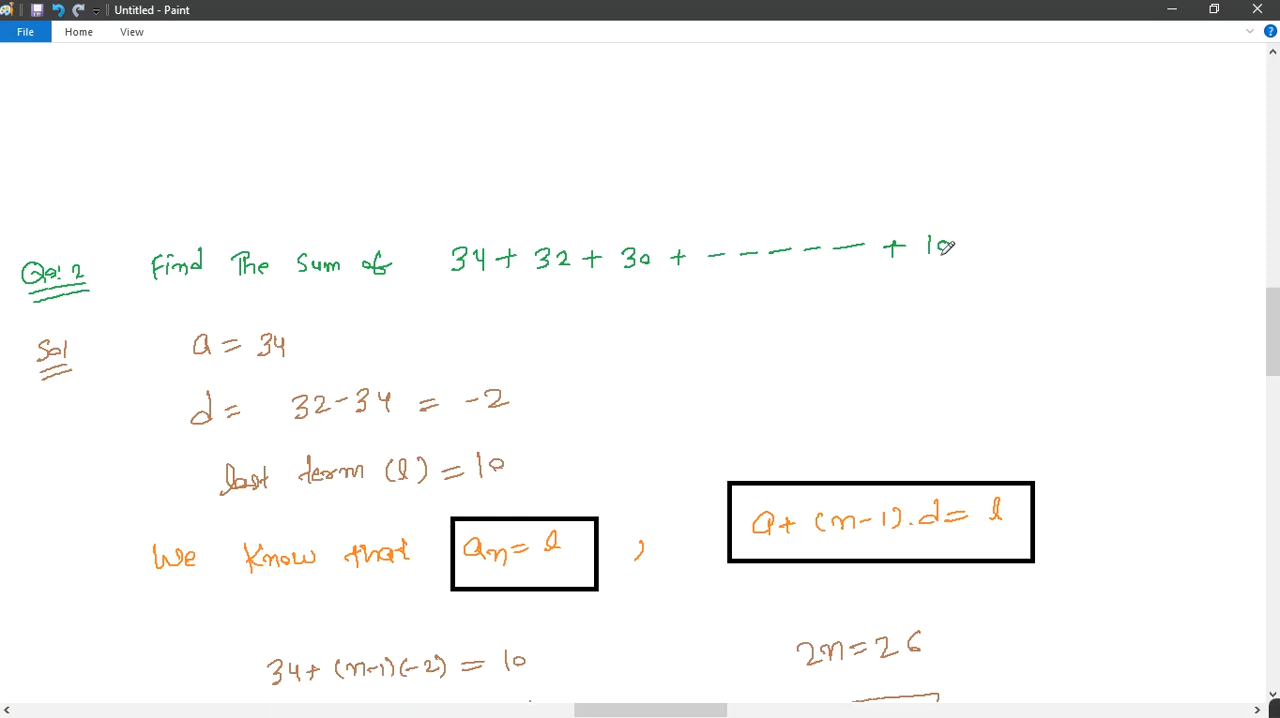 Untitled - Paint
File Home View
Qs: 2 Find The Sum of 34 + 32 + 30 + ------ + 10
Sol a = 34
d = 32-34 = -2
last term (l) = 10
We Know that an = l , a + (n-1).d = l
34 + (n-1)(-2) = 10
2n = 26